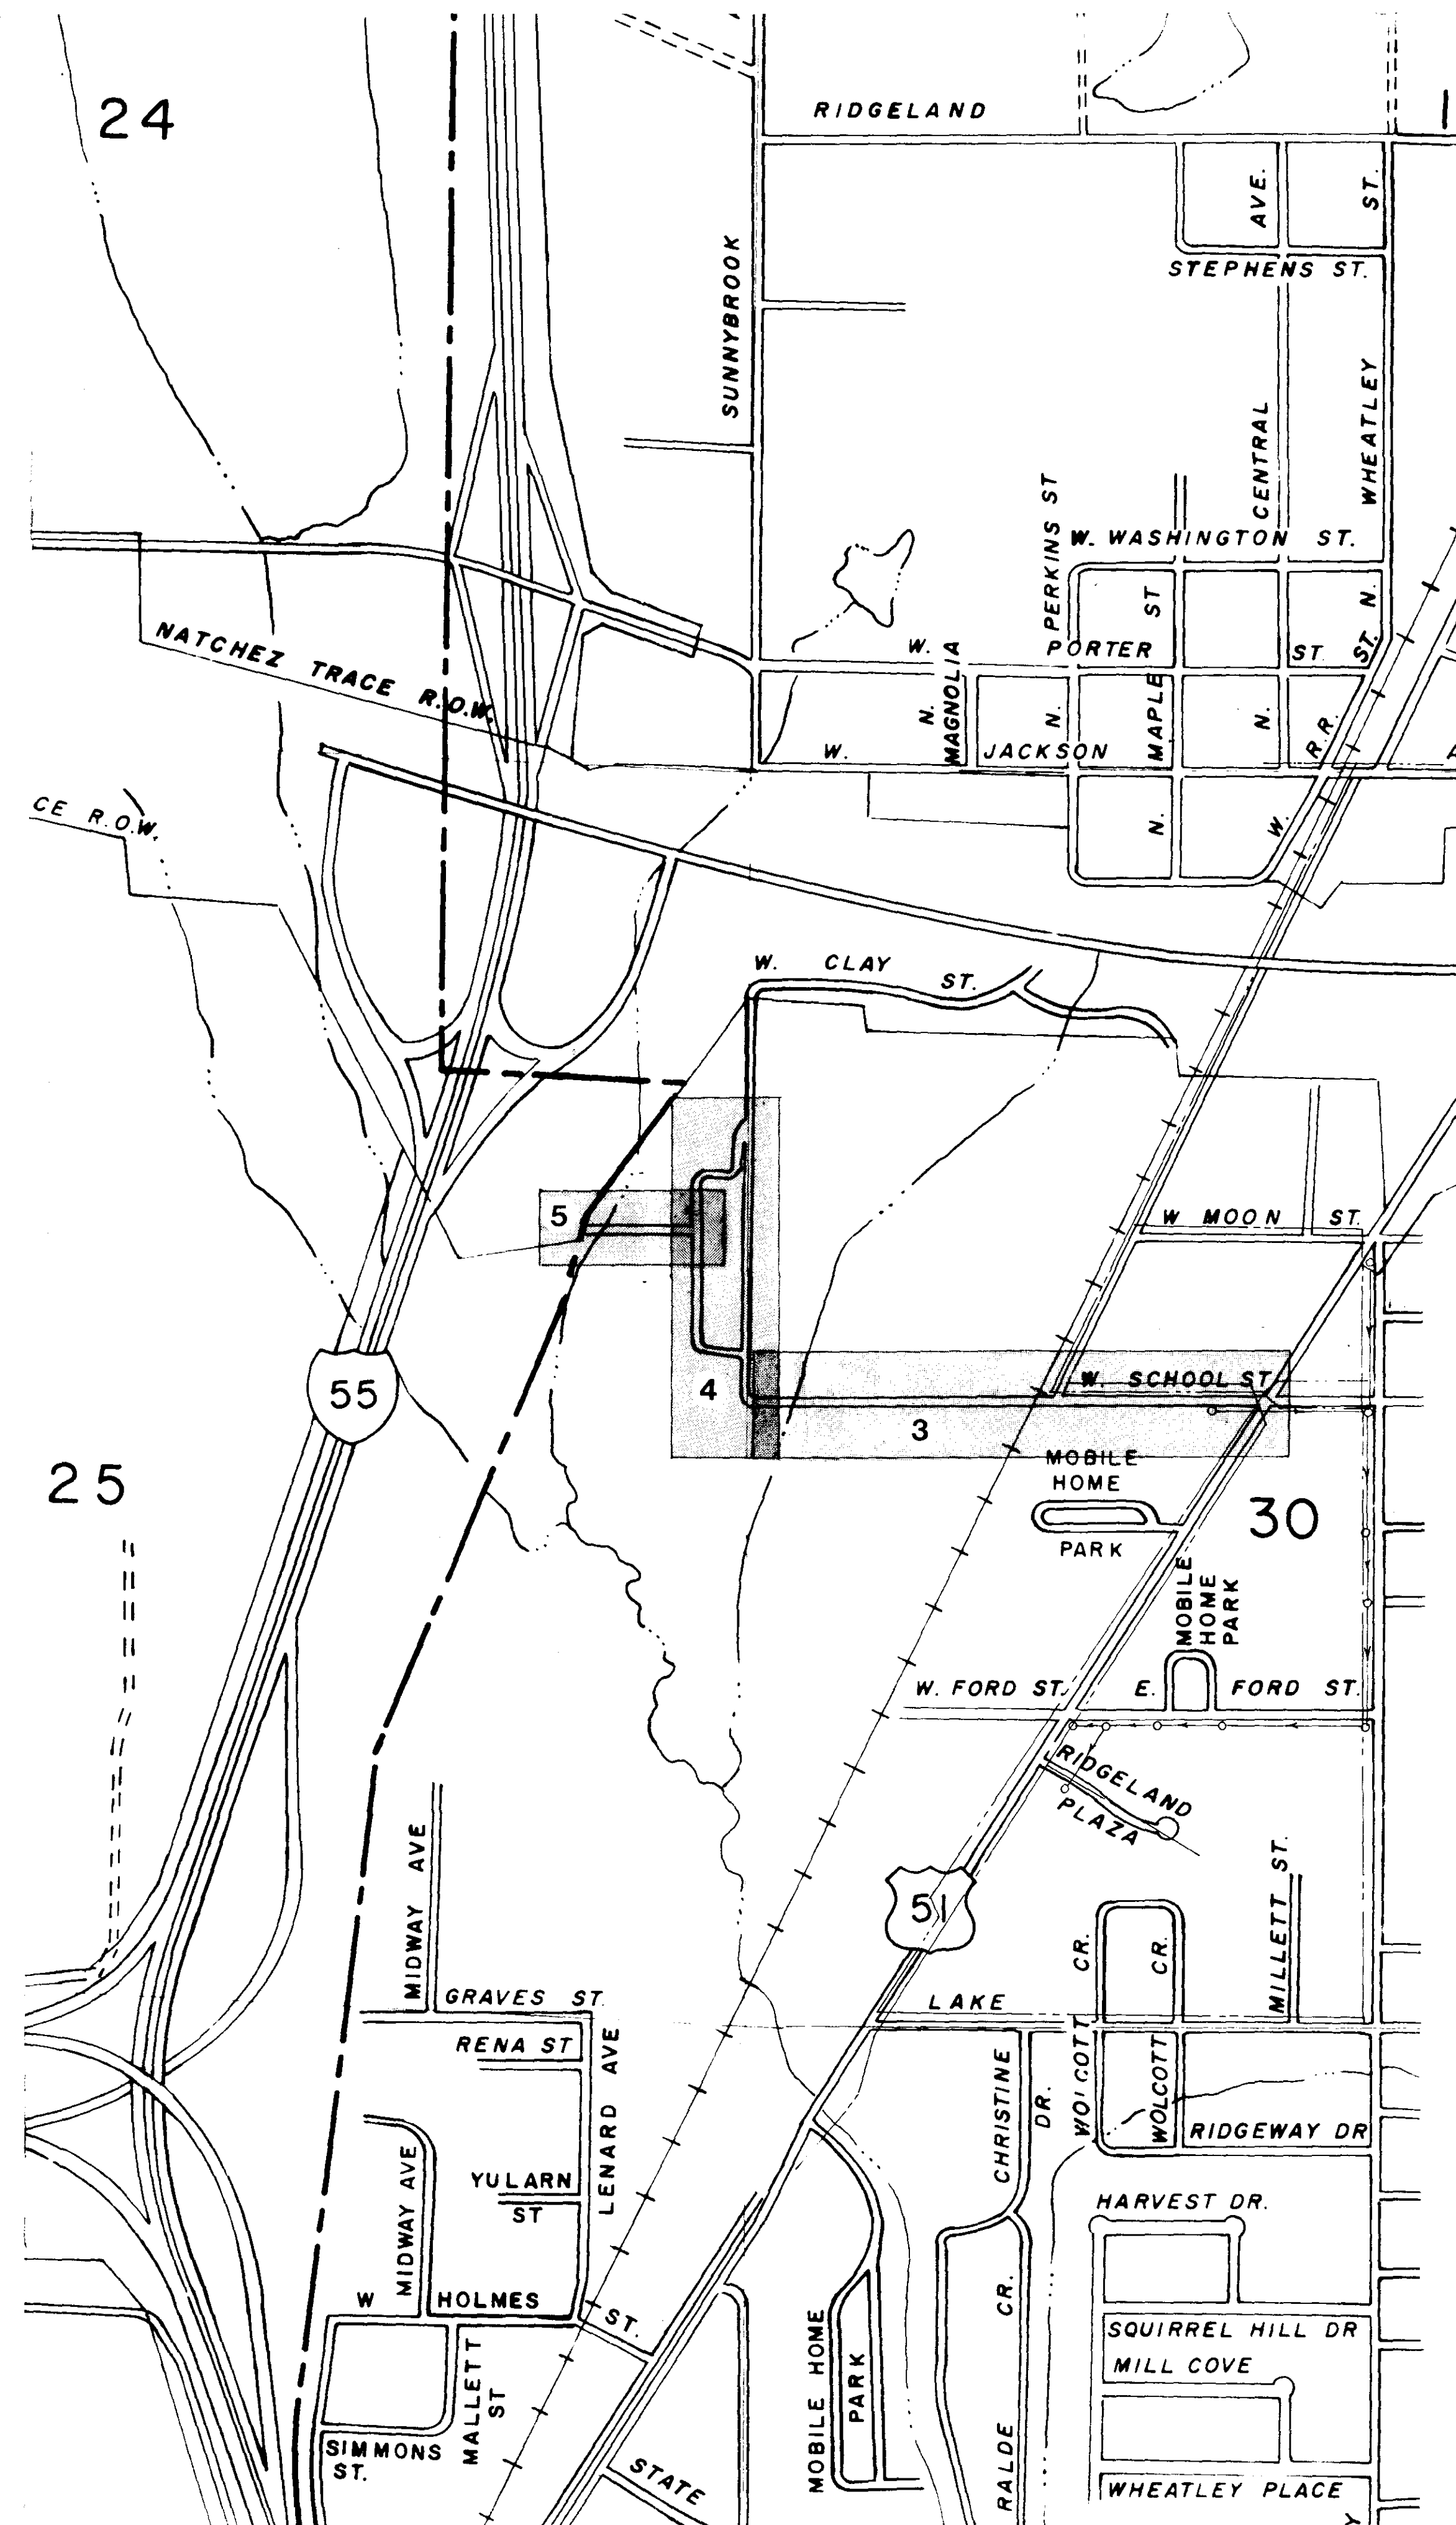 24
RIDGELAND
AVE.
ST.
STEPHENS ST.
SUNNYBROOK
CENTRAL
WHEATLEY
PERKINS ST
W. WASHINGTON ST.
ST
N.
NATCHEZ TRACE R.O.W.
W. PORTER ST
ST.
N. MAGNOLIA
N.
MAPLE
N.
R.R.
W. JACKSON
CE R.O.W.
N.
W.
W. CLAY ST.
5
W MOON ST.
55
4
W. SCHOOL ST
3
MOBILE
HOME
PARK
25
30
MOBILE
HOME
PARK
W. FORD ST.
E. FORD ST.
RIDGELAND
PLAZA
MIDWAY AVE
51
CR.
CR.
MILLETT ST.
GRAVES ST.
LAKE
RENA ST
LENARD AVE
CHRISTINE
DR.
WOLCOTT
WOLCOTT
RIDGEWAY DR
MIDWAY AVE
YULARN
ST
HARVEST DR.
W HOLMES ST.
CR.
SQUIRREL HILL DR
MILL COVE
MALLETT
ST
MOBILE HOME
PARK
SIMMONS
ST.
STATE
RALDE
WHEATLEY PLACE